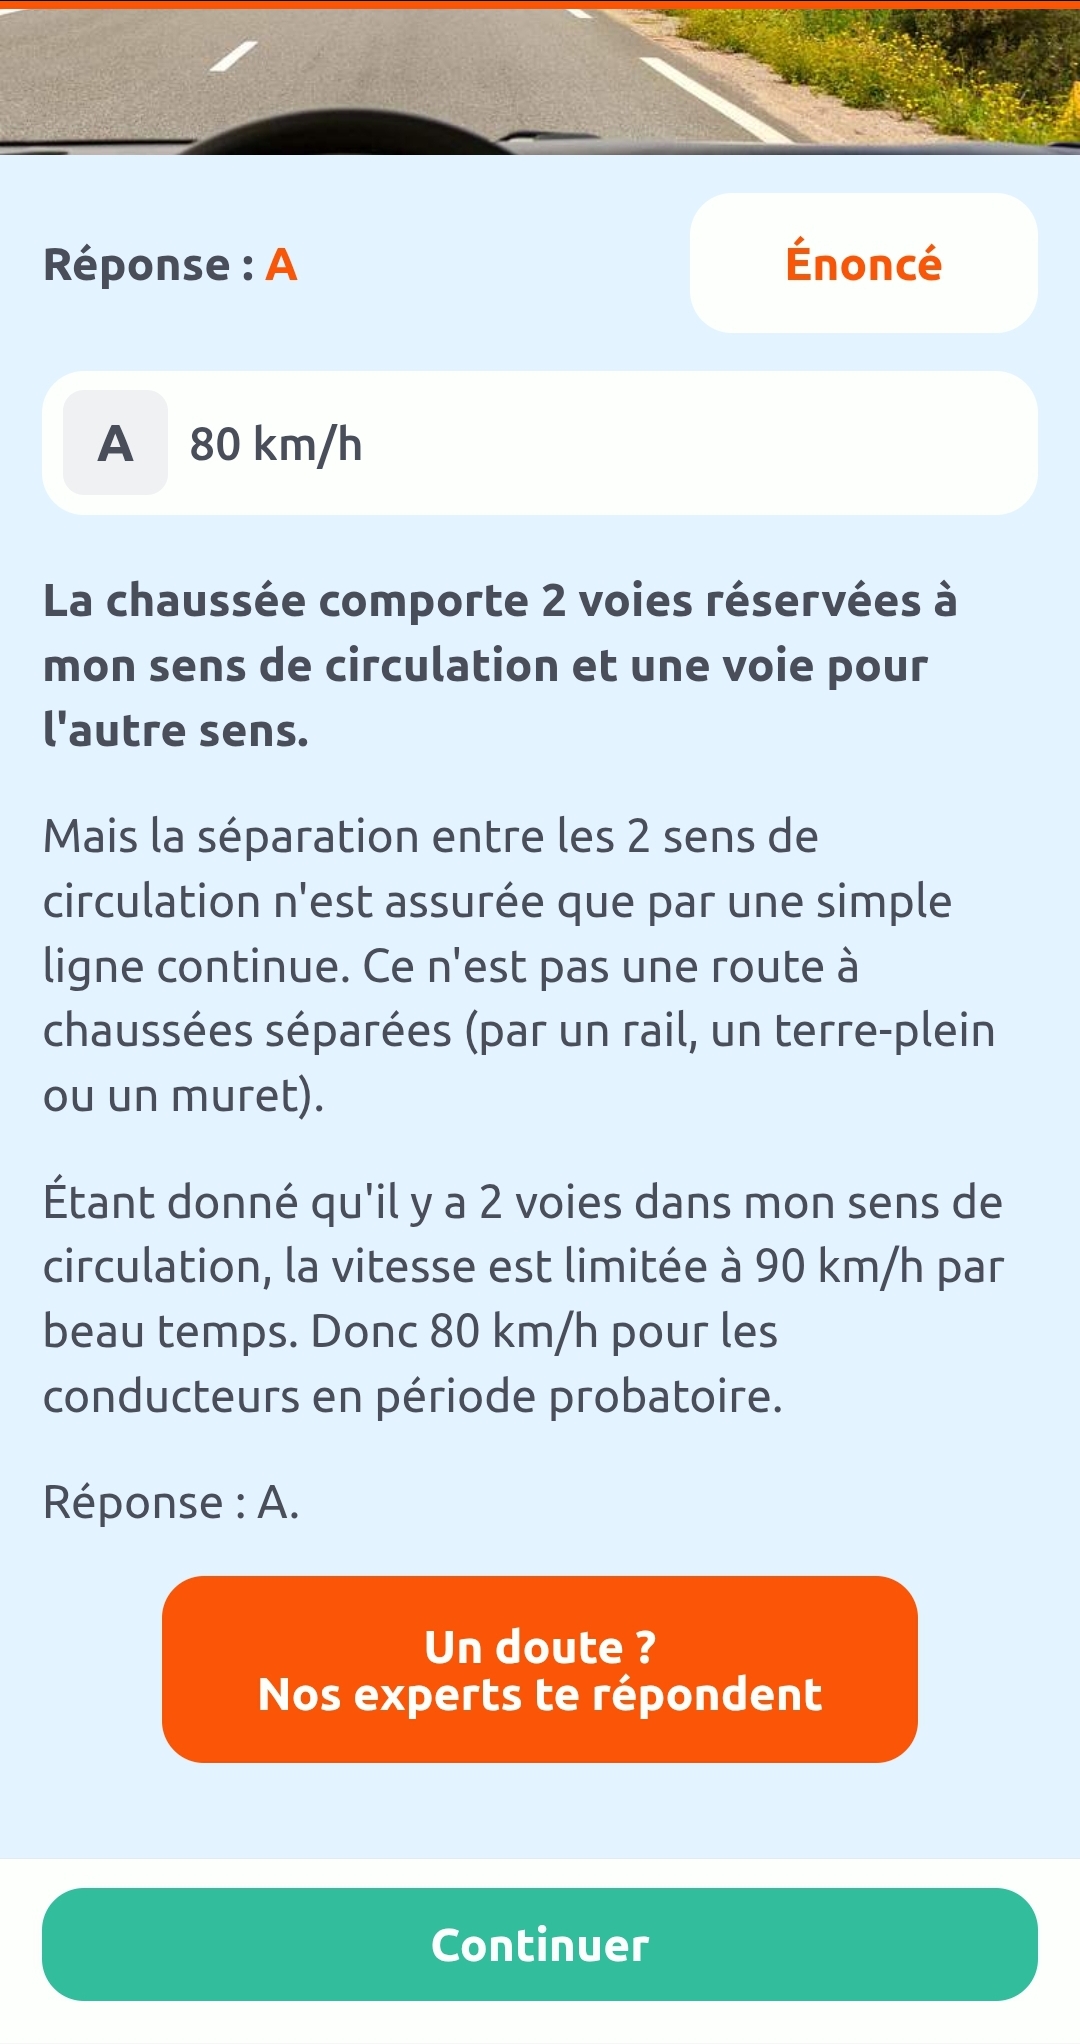 Réponse : A
Énoncé
A
80 km/h
La chaussée comporte 2 voies réservées à
mon sens de circulation et une voie pour
l'autre sens.
Mais la séparation entre les 2 sens de
circulation n'est assurée que par une simple
ligne continue. Ce n'est pas une route à
chaussées séparées (par un rail, un terre-plein
ou un muret).
Étant donné qu'il y a 2 voies dans mon sens de
circulation, la vitesse est limitée à 90 km/h par
beau temps. Donc 80 km/h pour les
conducteurs en période probatoire.
Réponse : A.
Un doute ?
Nos experts te répondent
Continuer